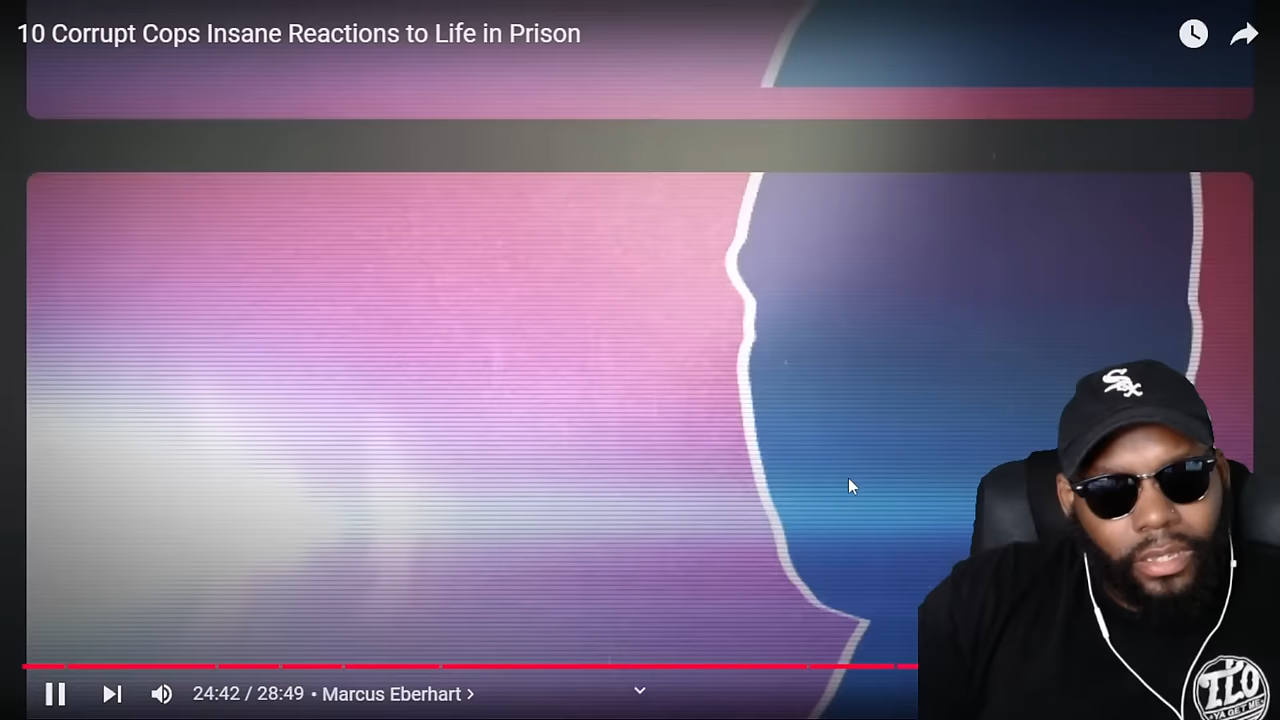 10 Corrupt Cops Insane Reactions to Life in Prison
Sox
24:42 / 28:49 • Marcus Eberhart >
TLO
YA GET ME